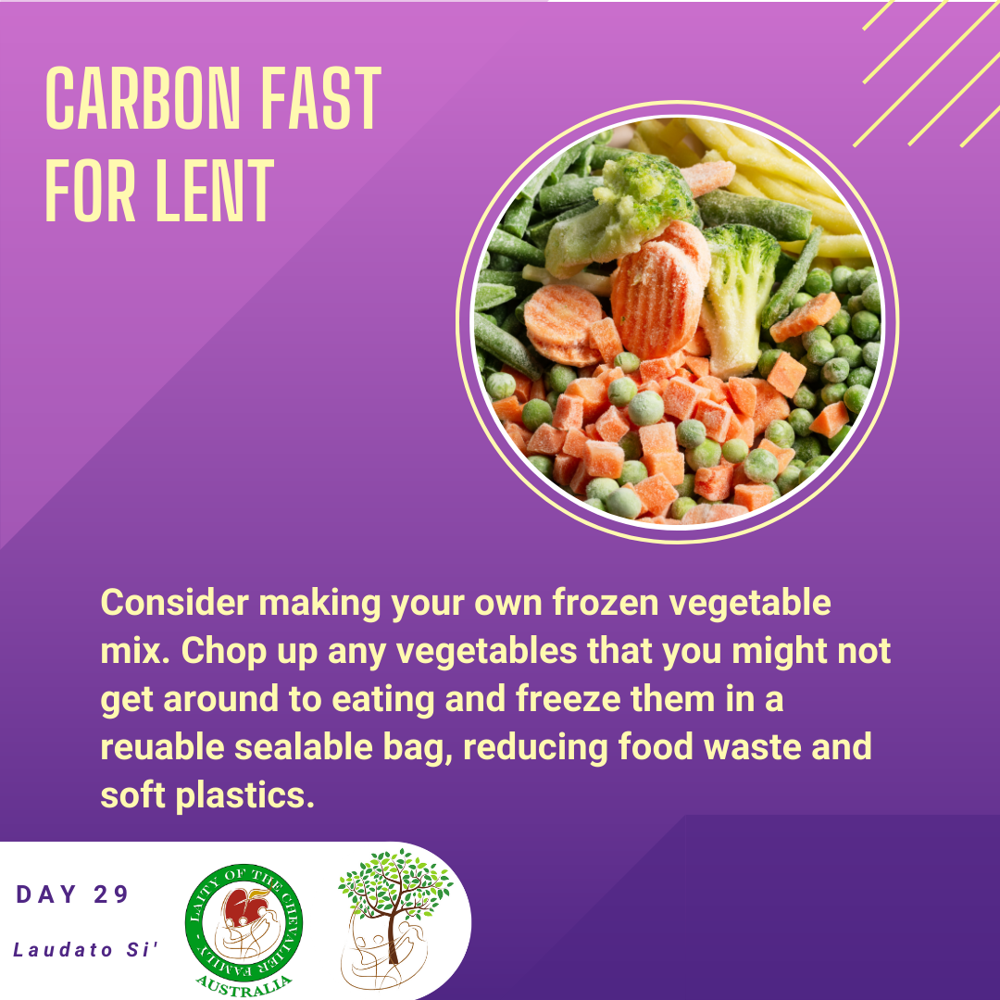 CARBON FAST
FOR LENT
Consider making your own frozen vegetable
mix. Chop up any vegetables that you might not
get around to eating and freeze them in a
reuable sealable bag, reducing food waste and
soft plastics.
DAY 29
Laudato Si'
LAITY OF THE CHEVALIER FAMILY -
AUSTRALIA